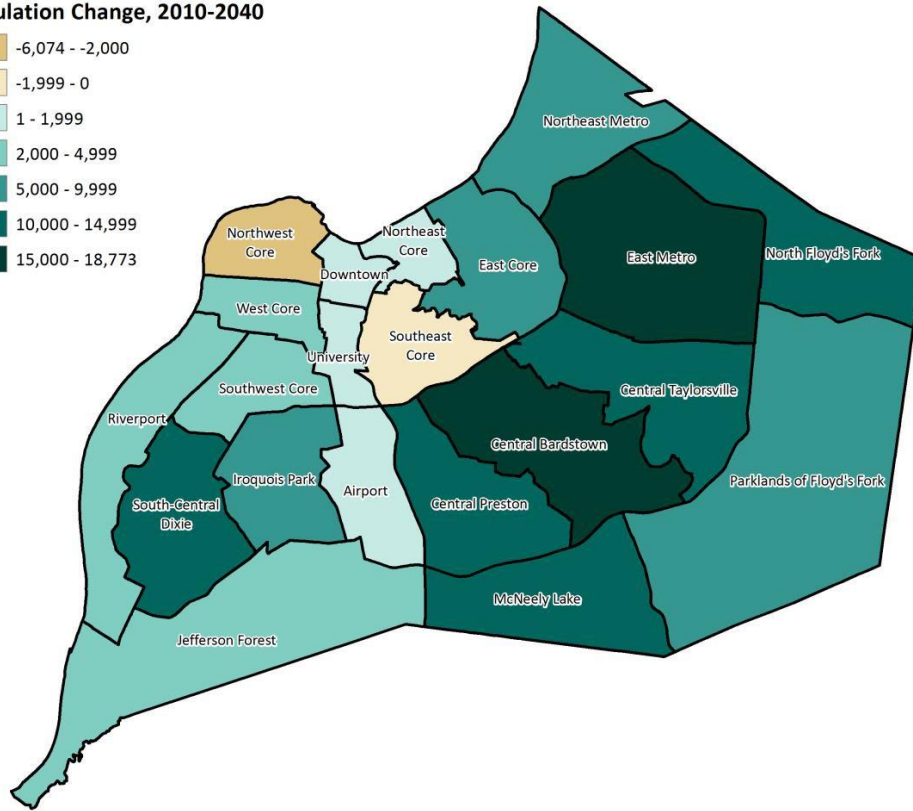 ulation Change, 2010-2040
-6,074 - -2,000
-1,999 - 0
1 - 1,999
2,000 - 4,999
5,000 - 9,999
10,000 - 14,999
15,000 - 18,773
Northeast Metro
Northwest
Core
Northeast
Core
Downtown
East Core
East Metro
North Floyd's Fork
West Core
Southeast
Core
University
Southwest Core
Central Taylorsville
Riverport
Central Bardstown
Iroquois Park
Airport
Parklands of Floyd's Fork
South-Central
Dixie
Central Preston
McNeely Lake
Jefferson Forest